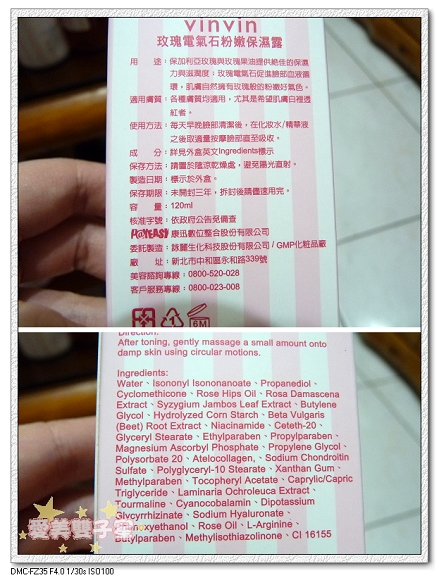 vinvin
玫瑰電氣石粉嫩保濕露
用　　途：保加利亞玫瑰與玫瑰果油提供絕佳的保濕
力與滋潤度；玫瑰電氣石促進臉部血液循
環，肌膚自然擁有玫瑰般的粉嫩好氣色。
適用膚質：各種膚質均適用，尤其是希望肌膚白裡透
紅者。
使用方法：每天早晚臉部清潔後，在化妝水/精華液
之後取適量按摩臉部直至吸收。
成　　分：詳見外盒英文Ingredients標示
保存方法：請置於陰涼乾燥處，避免陽光直射。
製造日期：標示於外盒。
保存期限：未開封三年，拆封後請儘速用完。
容　　量：120ml
核准字號：依政府公告免備查
PAYEASY 康迅數位整合股份有限公司
委託製造：詠麗生化科技股份有限公司 / GMP化粧品廠
廠　　址：新北市中和區永和路339號
美容諮詢專線：0800-520-028
客戶服務專線：0800-023-008
6M
Direction:
After toning, gently massage a small amount onto
damp skin using circular motions.
Ingredients:
Water、Isononyl Isononanoate、Propanediol、
Cyclomethicone、Rose Hips Oil、Rosa Damascena
Extract、Syzygium Jambos Leaf Extract、Butylene
Glycol、Hydrolyzed Corn Starch、Beta Vulgaris
(Beet) Root Extract、Niacinamide、Ceteth-20、
Glyceryl Stearate、Ethylparaben、Propylparaben、
Magnesium Ascorbyl Phosphate、Propylene Glycol、
Polysorbate 20、Atelocollagen,、Sodium Chondroitin
Sulfate、Polyglyceryl-10 Stearate、Xanthan Gum、
Methylparaben、Tocopheryl Acetate、Caprylic/Capric
Triglyceride、Laminaria Ochroleuca Extract、
Tourmaline、Cyanocobalamin、Dipotassium
Glycyrrhizinate、Sodium Hyaluronate、
Rose Oil、L-Arginine、
Butylparaben、Methylisothiazolinone、CI 16155
愛美雙子星
DMC-FZ35 F4.0 1/30s ISO100